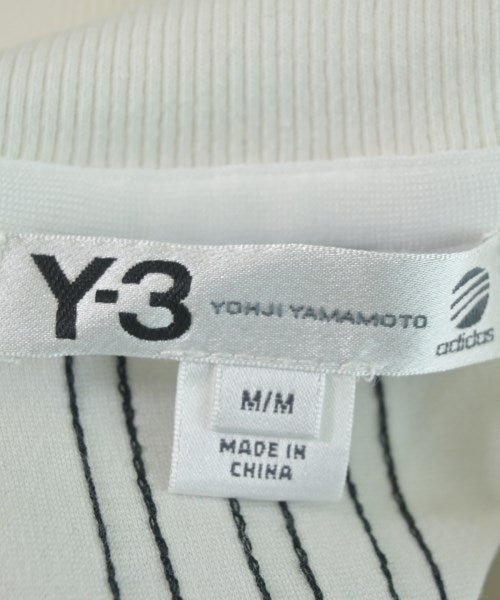 Y-3 YOHJI YAMAMOTO adidas
M/M
MADE IN
CHINA